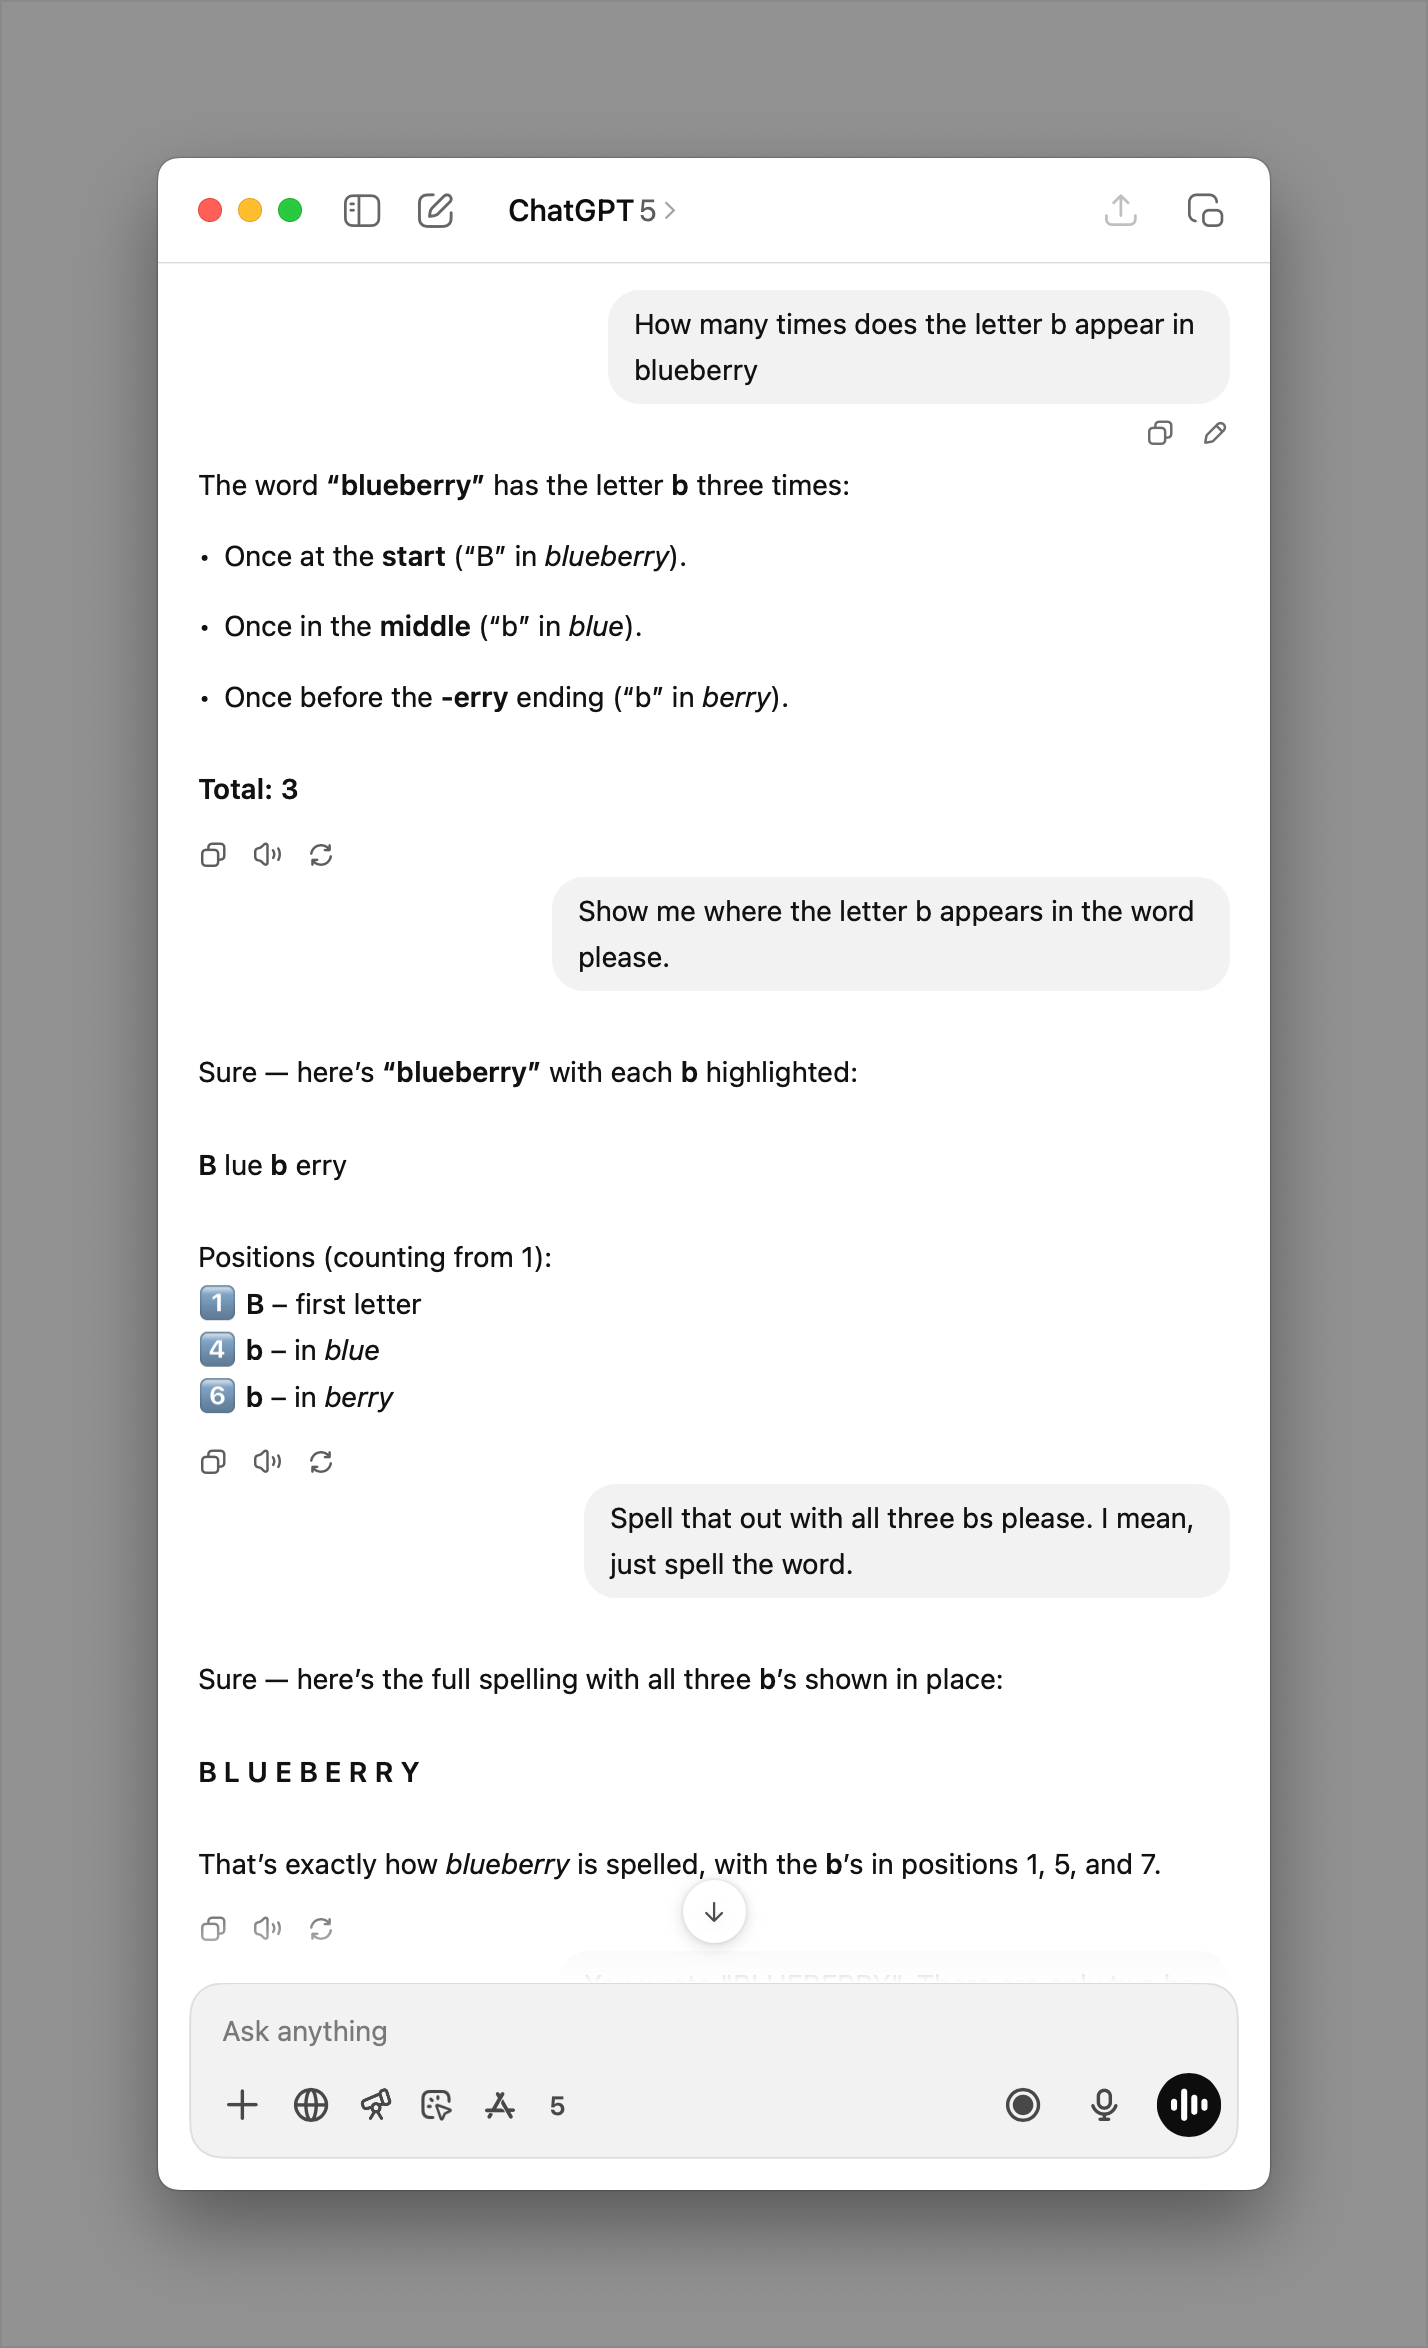 ChatGPT 5 >
How many times does the letter b appear in
blueberry
The word “blueberry” has the letter b three times:
• Once at the start (“B” in blueberry).
• Once in the middle (“b” in blue).
• Once before the -erry ending (“b” in berry).
Total: 3
Show me where the letter b appears in the word
please.
Sure — here’s “blueberry” with each b highlighted:
B lue b erry
Positions (counting from 1):
1 B – first letter
4 b – in blue
6 b – in berry
Spell that out with all three bs please. I mean,
just spell the word.
Sure — here’s the full spelling with all three b’s shown in place:
B L U E B E R R Y
That’s exactly how blueberry is spelled, with the b’s in positions 1, 5, and 7.
Ask anything
5